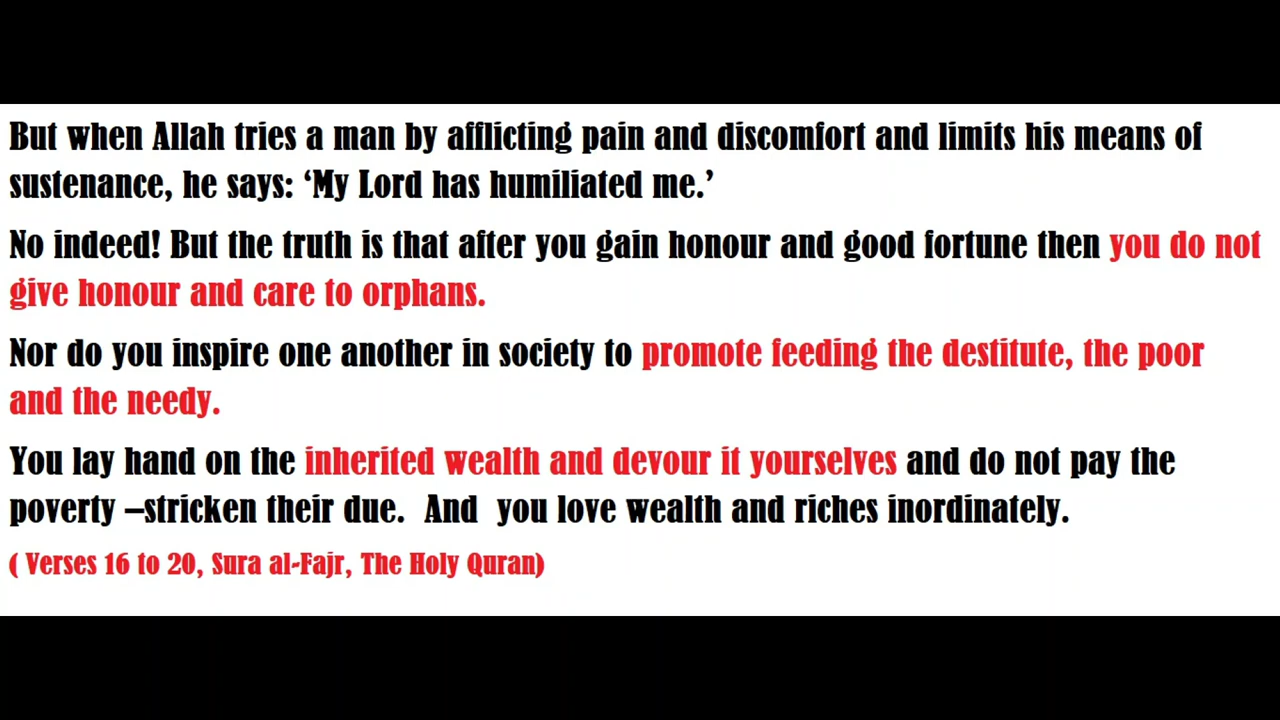 But when Allah tries a man by afflicting pain and discomfort and limits his means of
sustenance, he says: ‘My Lord has humiliated me.’
No indeed! But the truth is that after you gain honour and good fortune then you do not
give honour and care to orphans.
Nor do you inspire one another in society to promote feeding the destitute, the poor
and the needy.
You lay hand on the inherited wealth and devour it yourselves and do not pay the
poverty –stricken their due.  And  you love wealth and riches inordinately.
( Verses 16 to 20, Sura al-Fajr, The Holy Quran)